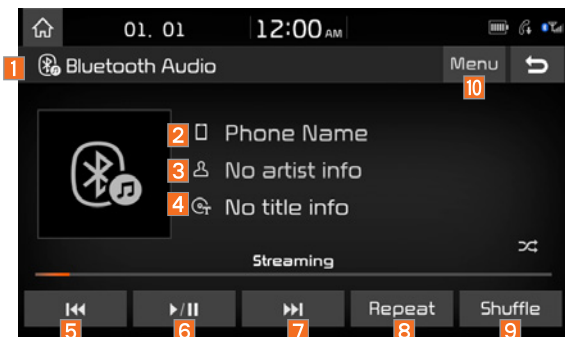 01. 01 12:00 AM
1 Bluetooth Audio Menu
10
2 Phone Name
3 No artist info
4 No title info
Streaming
Repeat Shuffle
5 6 7 8 9